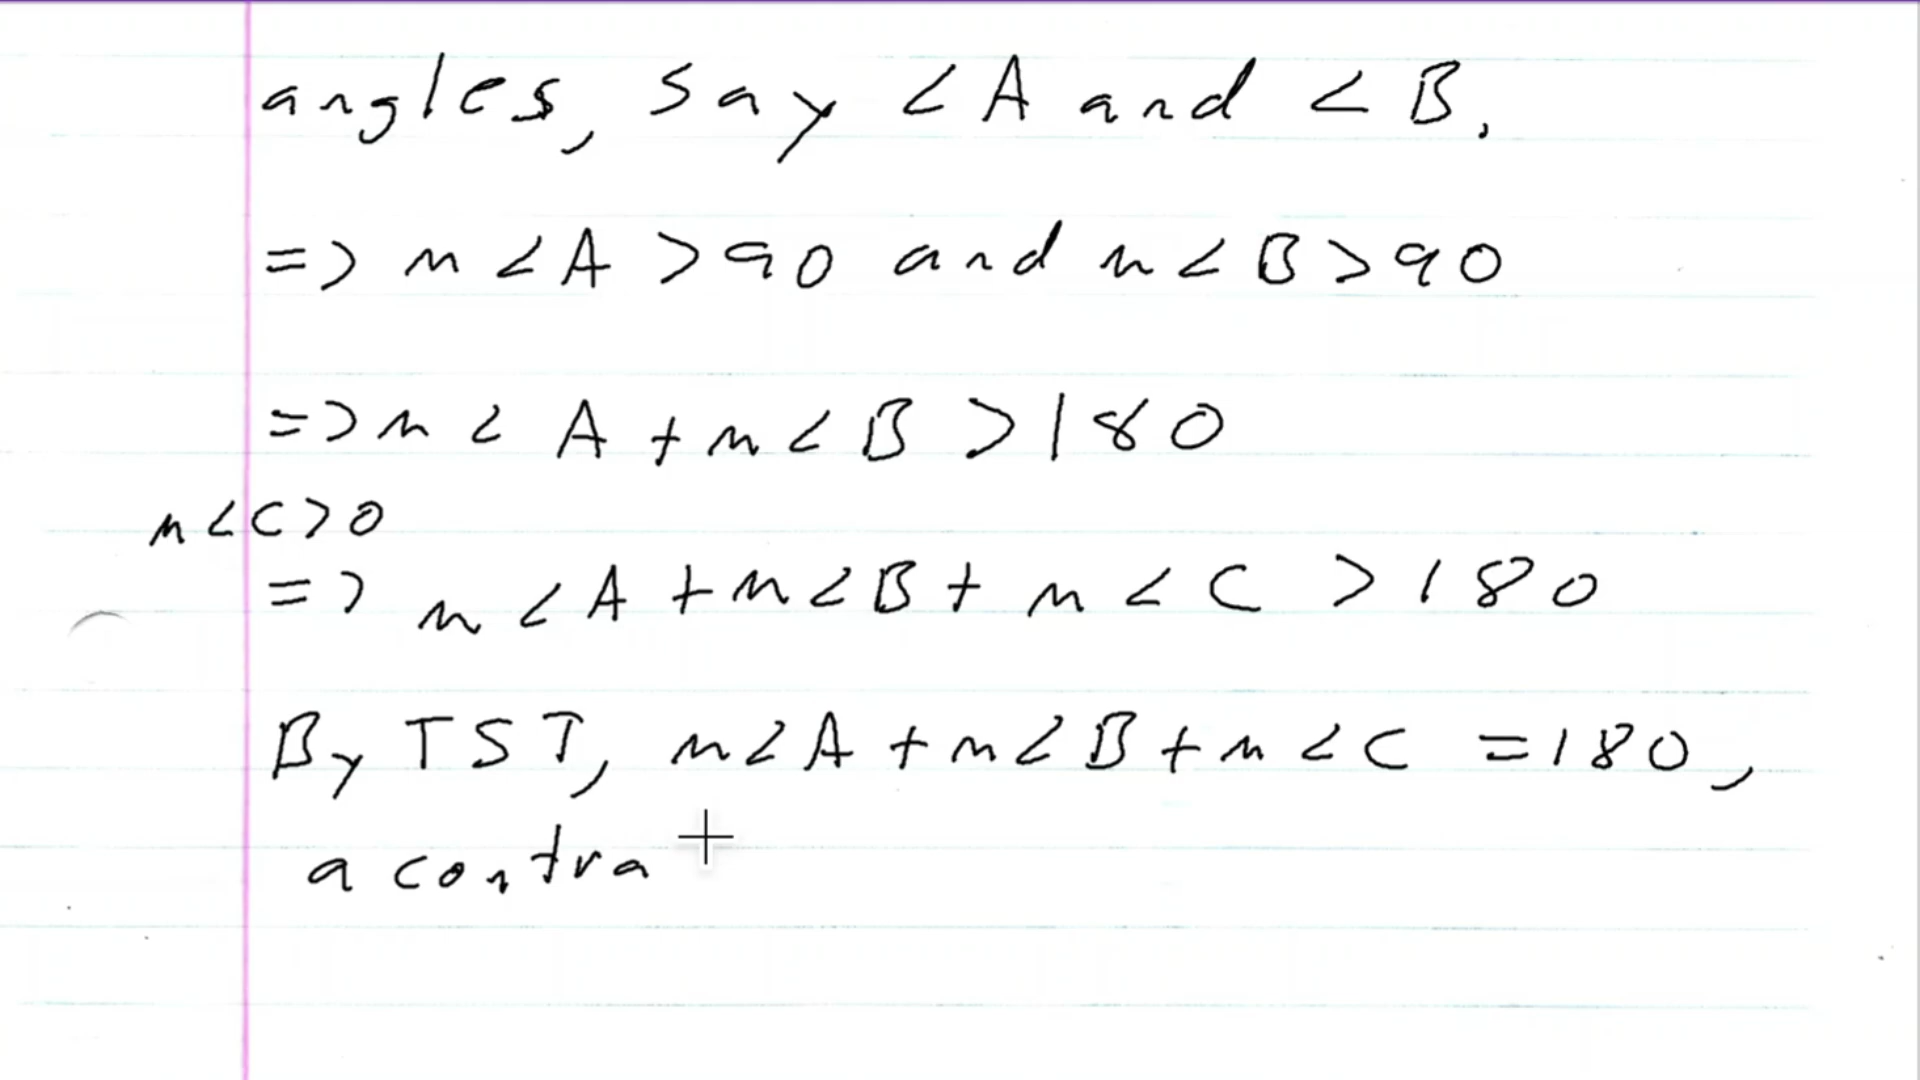 angles, say ∠A and ∠B.
=> m∠A > 90 and m∠B > 90
=> m∠A + m∠B > 180
m∠C > 0
=> m∠A + m∠B + m∠C > 180
By TST, m∠A + m∠B + m∠C = 180,
a contra